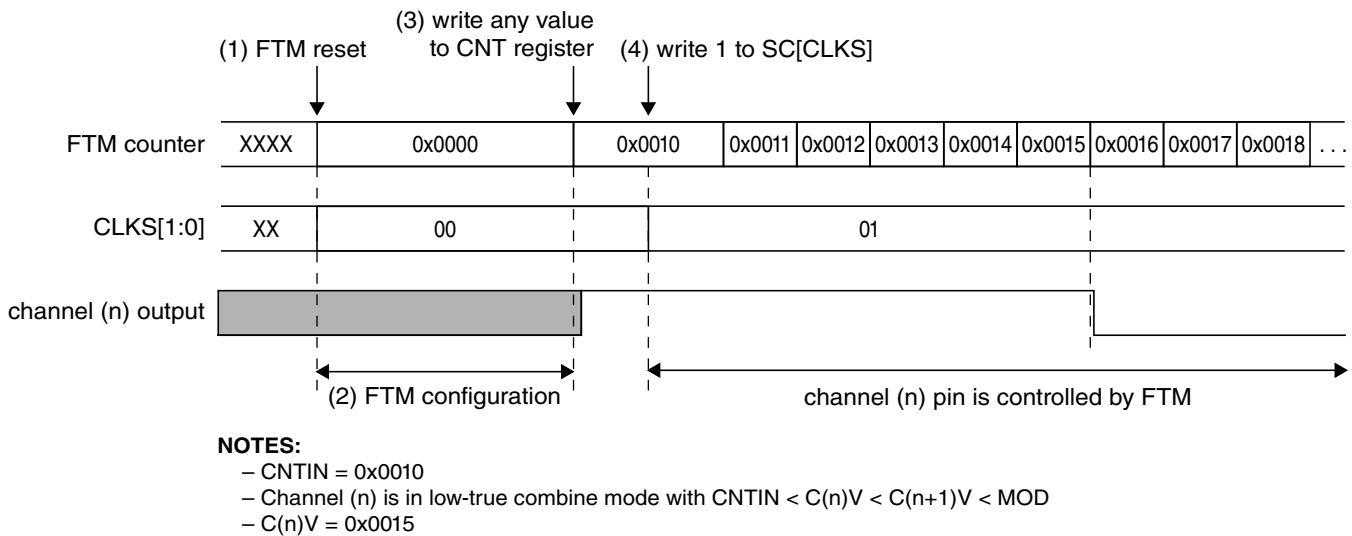 (3) write any value
(1) FTM reset to CNT register (4) write 1 to SC[CLKS]
FTM counter XXXX 0x0000 0x0010 0x0011 0x0012 0x0013 0x0014 0x0015 0x0016 0x0017 0x0018 . . .
CLKS[1:0] XX 00 01
channel (n) output
(2) FTM configuration channel (n) pin is controlled by FTM
NOTES:
– CNTIN = 0x0010
– Channel (n) is in low-true combine mode with CNTIN < C(n)V < C(n+1)V < MOD
– C(n)V = 0x0015